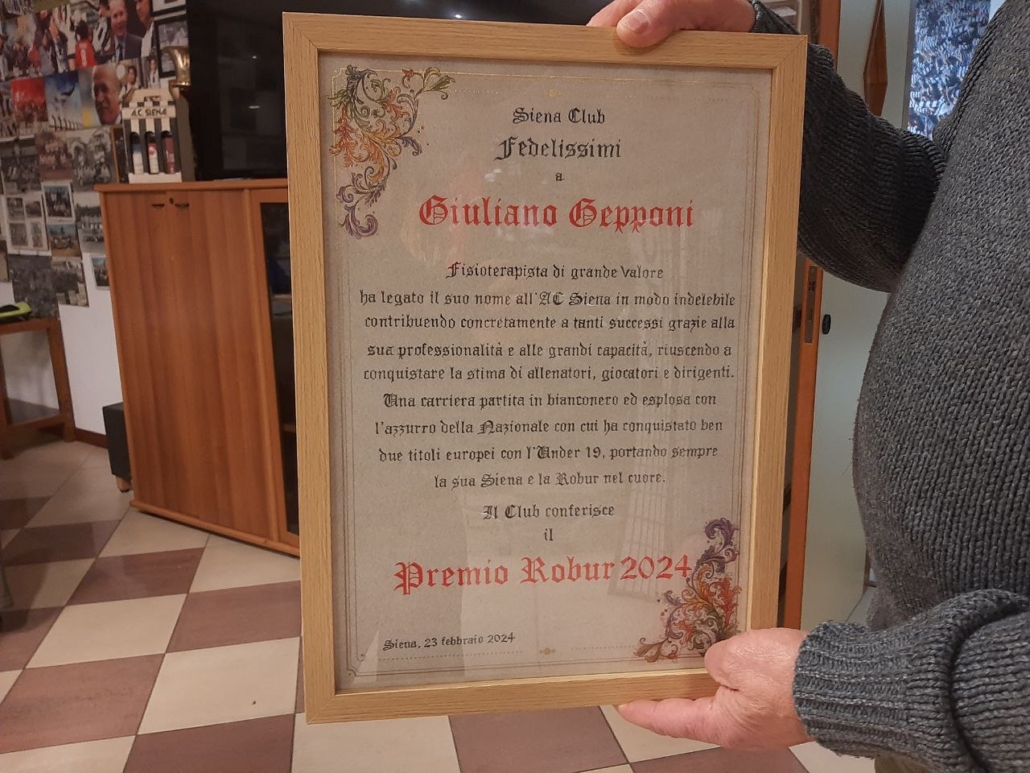 A.C. SIENA
Siena Club
Fedelissimi
a
Giuliano Gepponi
Fisioterapista di grande Valore
ha legato il suo nome all'AC Siena in modo indelebile
contribuendo concretamente a tanti successi grazie alla
sua professionalità e alle grandi capacità, riuscendo a
conquistare la stima di allenatori, giocatori e dirigenti.
Una carriera partita in bianconero ed esplosa con
l'azzurro della Nazionale con cui ha conquistato ben
due titoli europei con l'Under 19, portando sempre
la sua Siena e la Robur nel cuore.
Il Club conferisce
il
Premio Robur 2024
Siena, 23 febbraio 2024